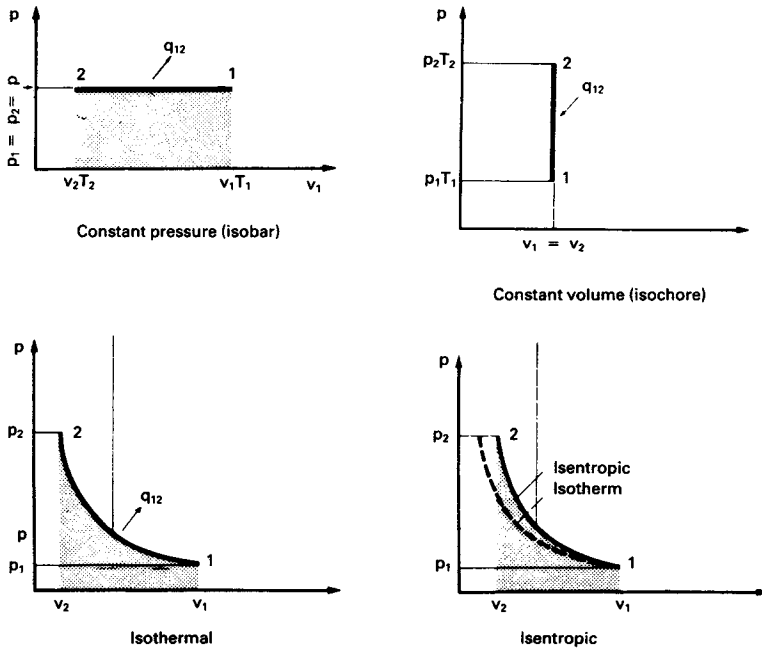 p
q12
2
1
p1 = p2 = p
v2T2
v1T1
v1
Constant pressure (isobar)
p
p2T2
2
q12
p1T1
1
v1 = v2
Constant volume (isochore)
p
p2
2
q12
p
p1
1
v2
v1
Isothermal
p
p2
2
Isentropic
Isotherm
p1
1
v2
v1
Isentropic